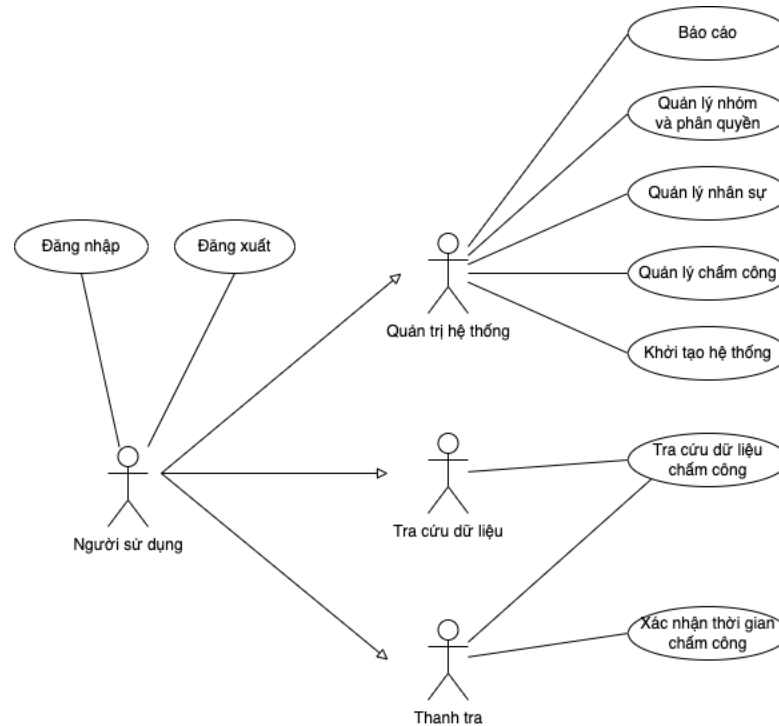 Báo cáo
Quản lý nhóm
và phân quyền
Quản lý nhân sự
Đăng nhập
Đăng xuất
Quản lý chấm công
Quản trị hệ thống
Khởi tạo hệ thống
Tra cứu dữ liệu
chấm công
Người sử dụng
Tra cứu dữ liệu
Xác nhận thời gian
chấm công
Thanh tra